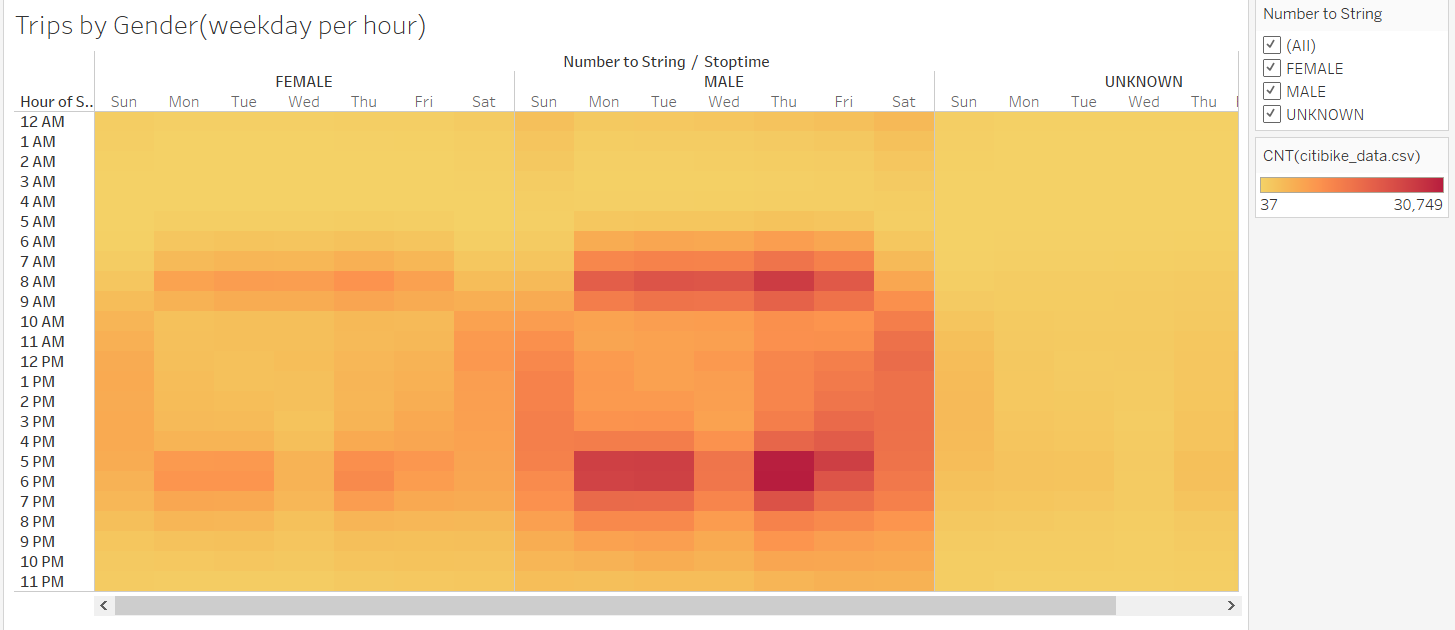 Trips by Gender(weekday per hour)
Number to String / Stoptime
FEMALE MALE UNKNOWN
Hour of S.. Sun Mon Tue Wed Thu Fri Sat Sun Mon Tue Wed Thu Fri Sat Sun Mon Tue Wed Thu
12 AM
1 AM
2 AM
3 AM
4 AM
5 AM
6 AM
7 AM
8 AM
9 AM
10 AM
11 AM
12 PM
1 PM
2 PM
3 PM
4 PM
5 PM
6 PM
7 PM
8 PM
9 PM
10 PM
11 PM
Number to String
(All)
FEMALE
MALE
UNKNOWN
CNT(citibike_data.csv)
37 30,749